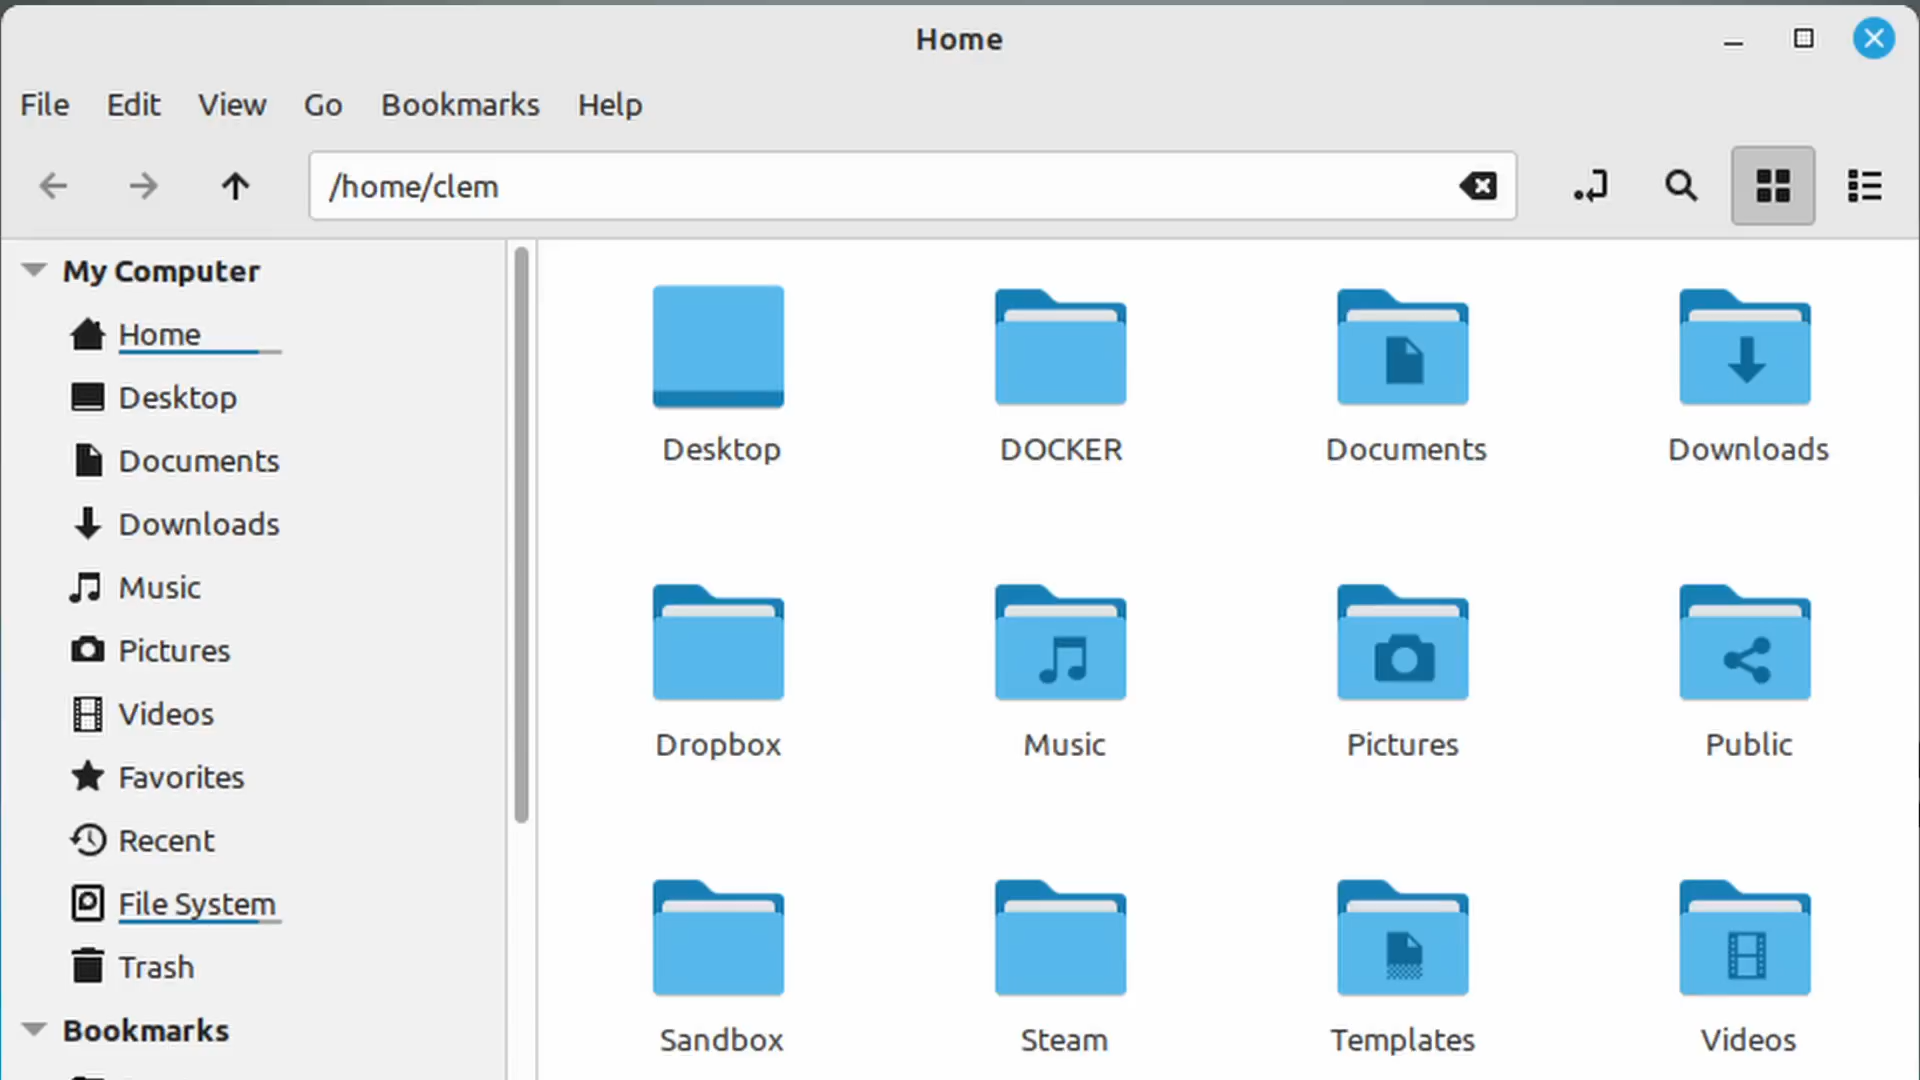 Home
File Edit View Go Bookmarks Help
/home/clem
My Computer
Home
Desktop
Documents
Downloads
Music
Pictures
Videos
Favorites
Recent
File System
Trash
Bookmarks
Desktop DOCKER Documents Downloads
Dropbox Music Pictures Public
Sandbox Steam Templates Videos